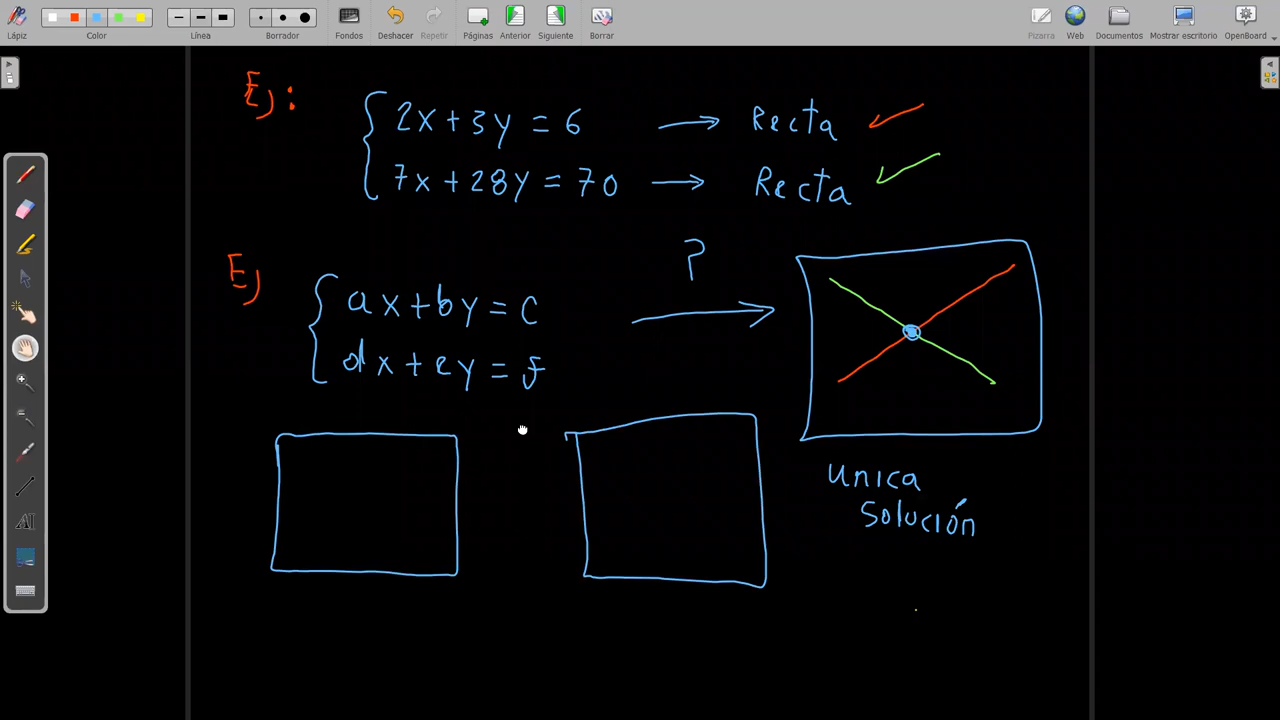 Lápiz Color Línea Borrador Fondos Deshacer Repetir Páginas Anterior Siguiente Borrar Pizarra Web Documentos Mostrar escritorio OpenBoard
Ej:
2x+3y = 6 → Recta ✓
7x+28y = 70 → Recta ✓
Ej
ax+by = c
?
dx+ey = f
Unica
Solución